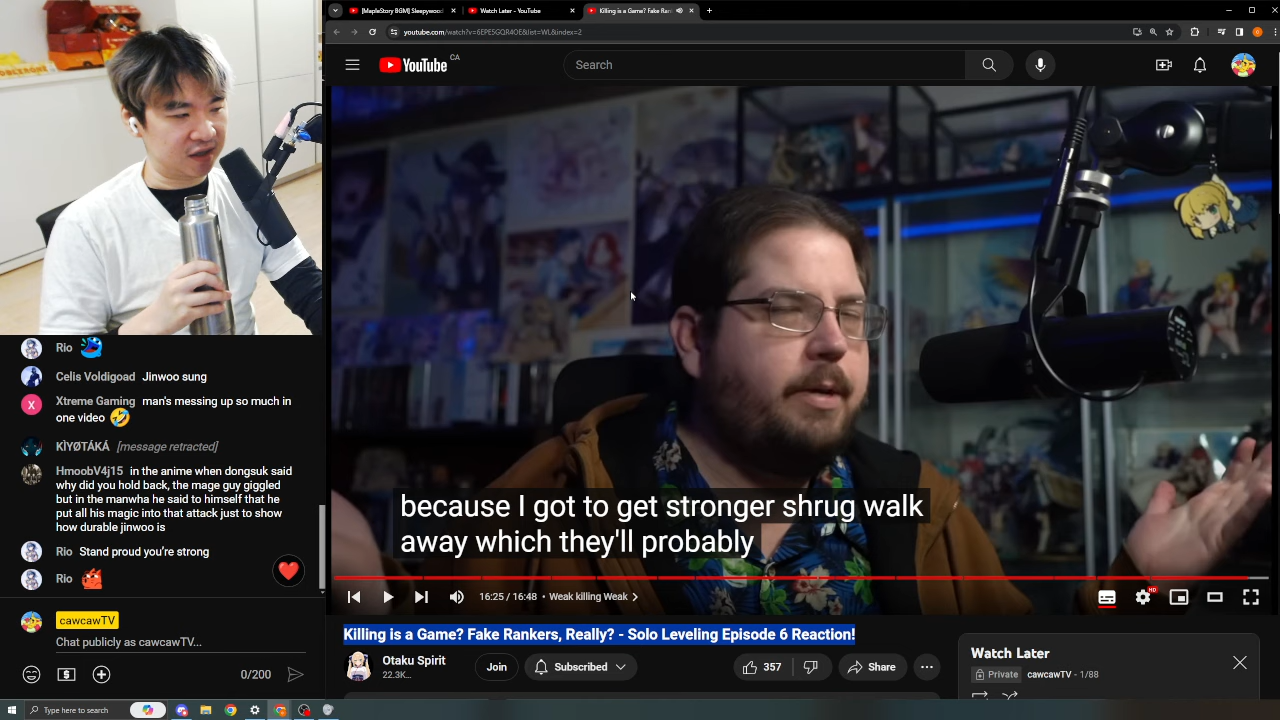 [MapleStory BGM] Sleepywood
Watch Later - YouTube
Killing is a Game? Fake Ran
youtube.com/watch?v=6EPE5GQR4OE&list=WL&index=2
YouTube CA
Search
because I got to get stronger shrug walk
away which they'll probably
16:25 / 16:48 • Weak killing Weak
HD
Killing is a Game? Fake Rankers, Really? - Solo Leveling Episode 6 Reaction!
Otaku Spirit
22.3K...
Join
Subscribed
357
Share
Watch Later
Private cawcawTV - 1/88
Rio
Celis Voldigoad Jinwoo sung
X
Xtreme Gaming man's messing up so much in
one video
KÌYØTÁKÁ [message retracted]
HmoobV4j15 in the anime when dongsuk said
why did you hold back, the mage guy giggled
but in the manwha he said to himself that he
put all his magic into that attack just to show
how durable jinwoo is
Rio Stand proud you're strong
Rio
cawcawTV
Chat publicly as cawcawTV...
0/200
Type here to search